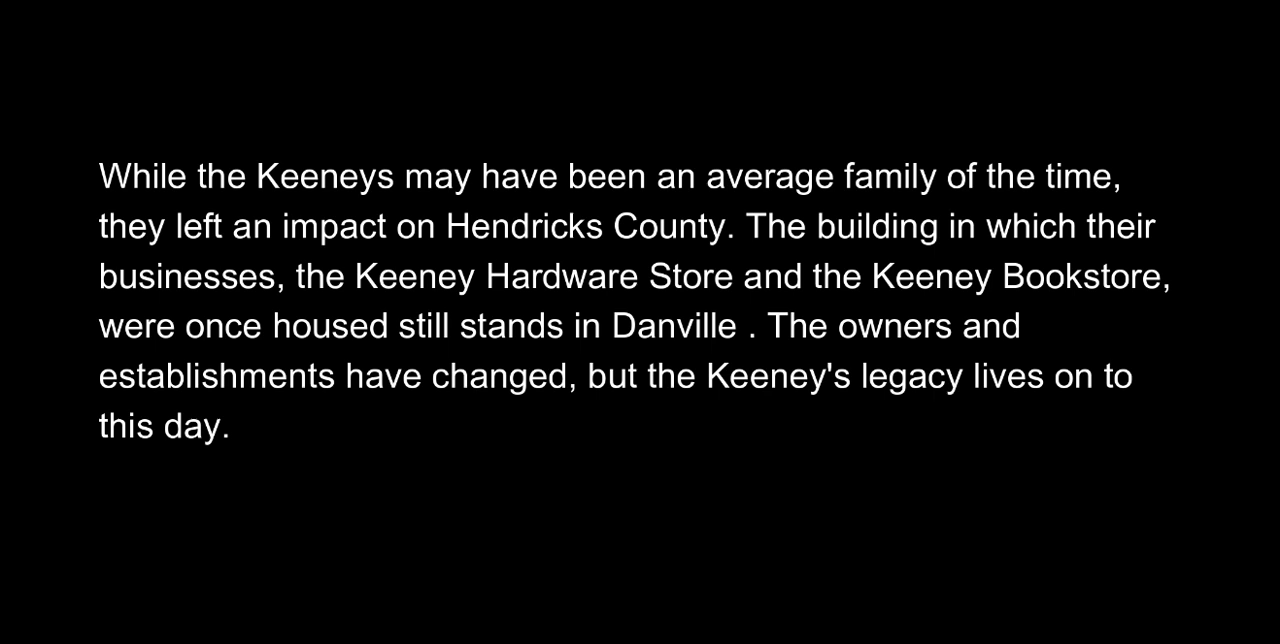 While the Keeneys may have been an average family of the time,
they left an impact on Hendricks County. The building in which their
businesses, the Keeney Hardware Store and the Keeney Bookstore,
were once housed still stands in Danville . The owners and
establishments have changed, but the Keeney's legacy lives on to
this day.